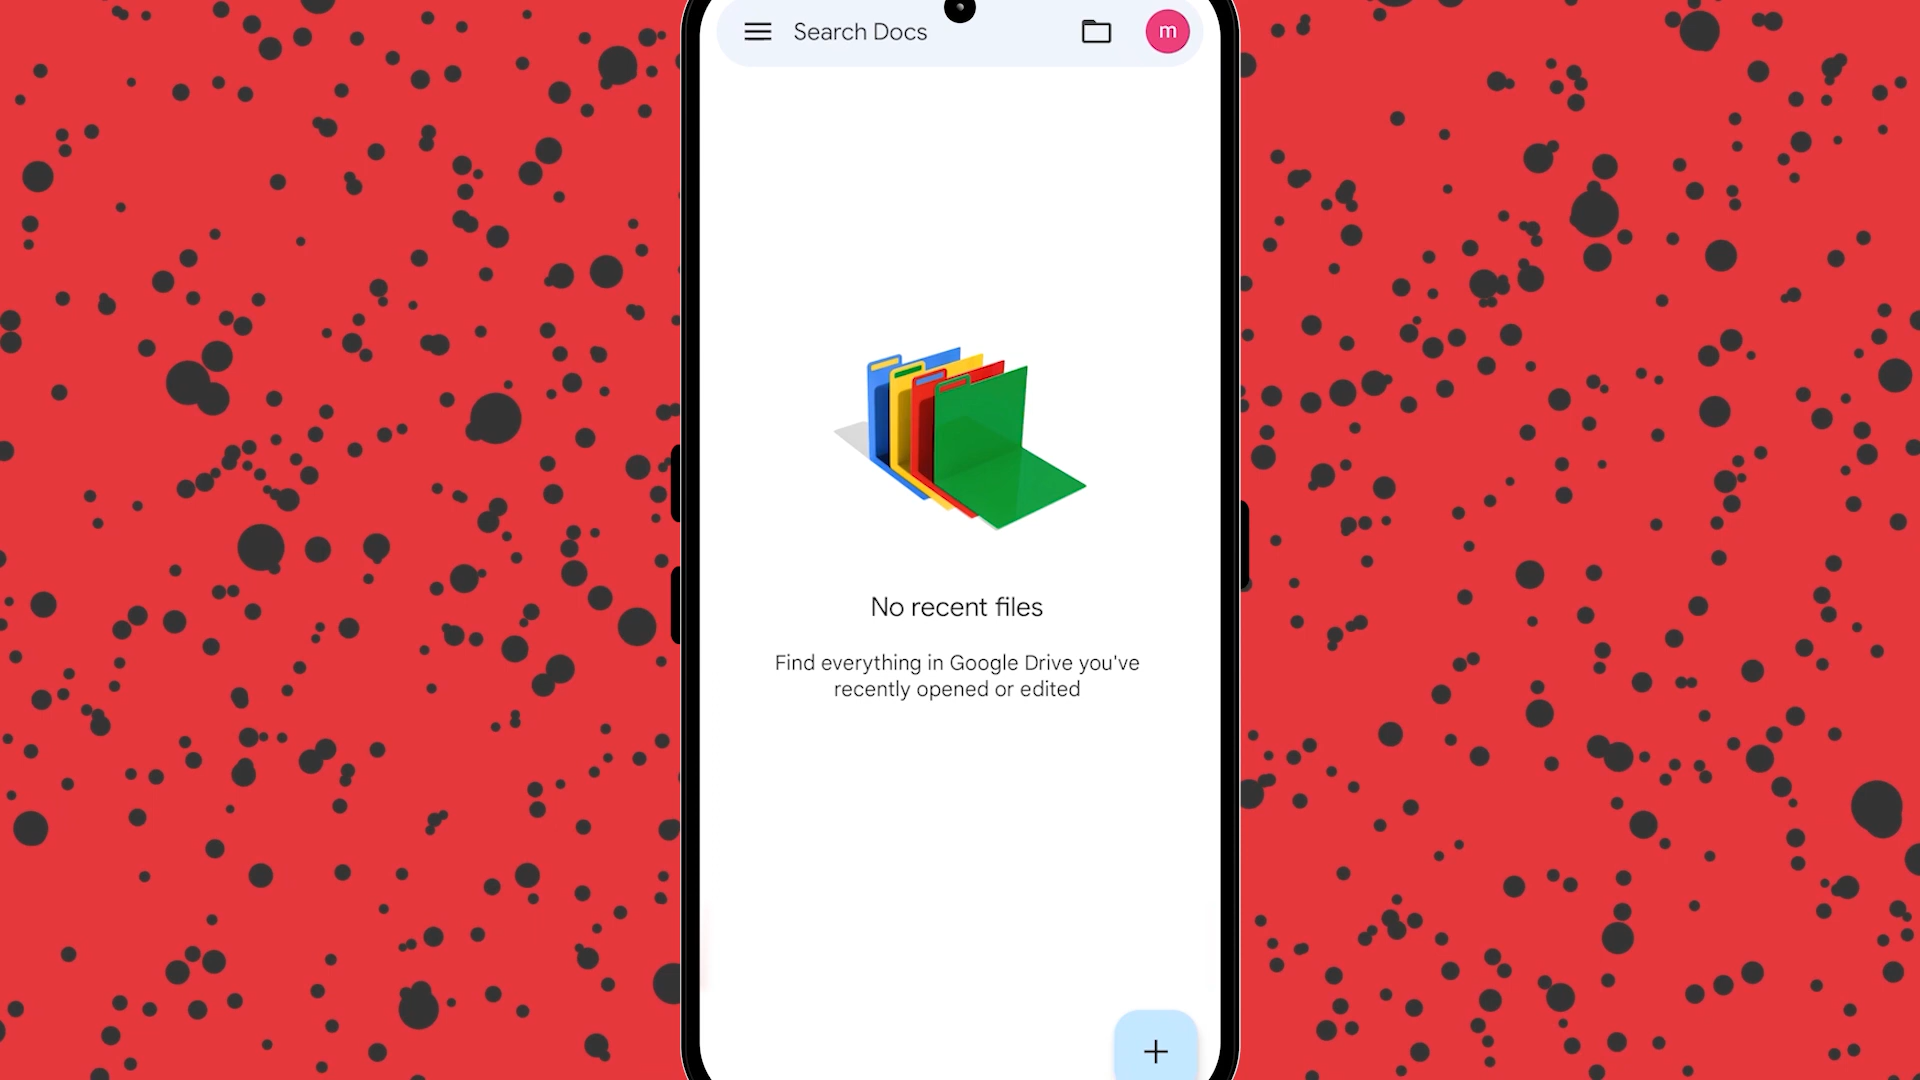 Search Docs
m
No recent files
Find everything in Google Drive you've
recently opened or edited